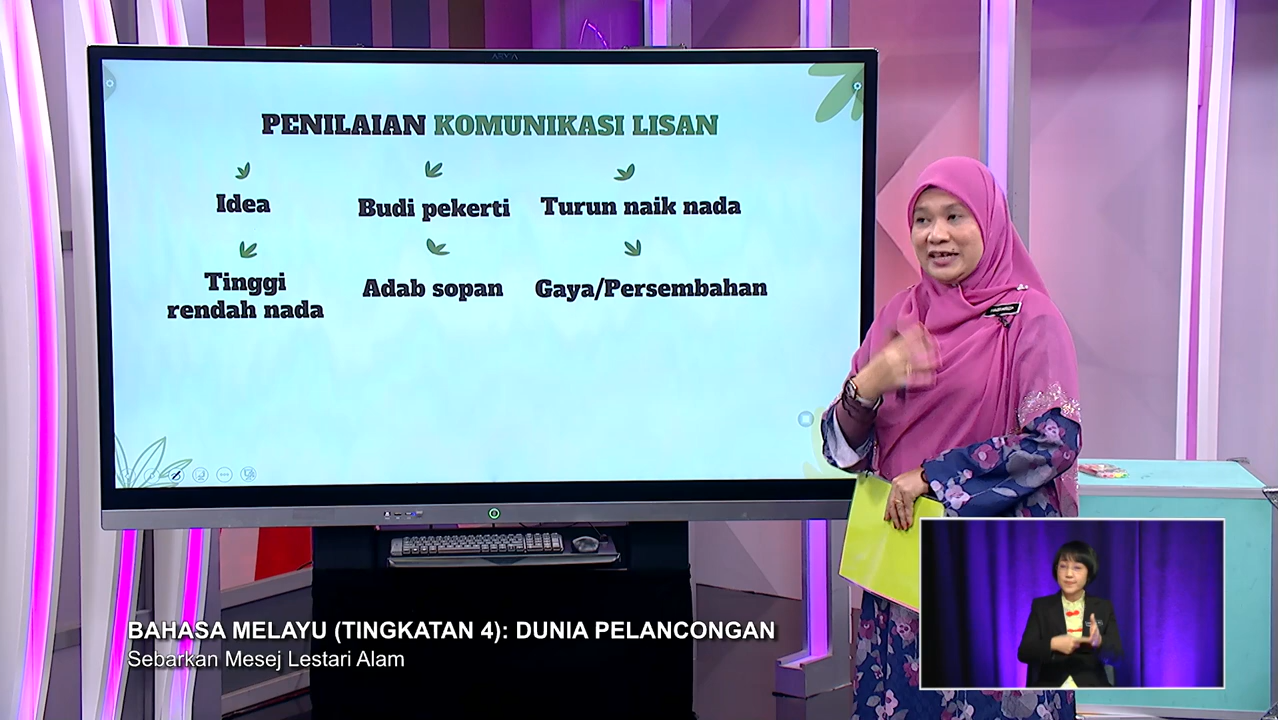 PENILAIAN KOMUNIKASI LISAN
Idea
Budi pekerti
Turun naik nada
Tinggi
rendah nada
Adab sopan
Gaya/Persembahan
BAHASA MELAYU (TINGKATAN 4): DUNIA PELANCONGAN
Sebarkan Mesej Lestari Alam